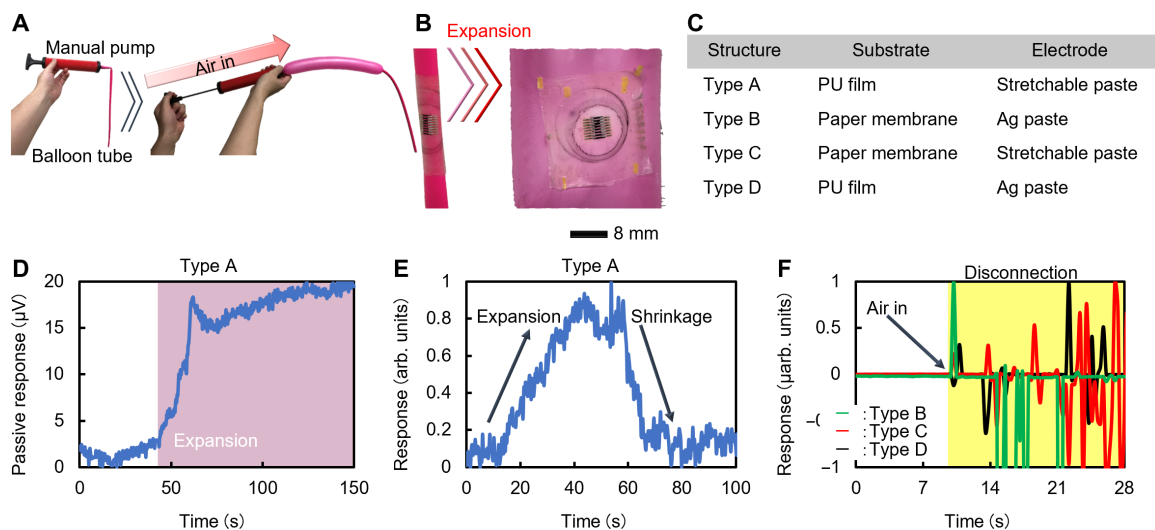 A
Manual pump
Air in
Balloon tube
B
Expansion
8 mm
C
Structure Substrate Electrode
Type A PU film Stretchable paste
Type B Paper membrane Ag paste
Type C Paper membrane Stretchable paste
Type D PU film Ag paste
D
Type A
Passive response (μV)
20
15
10
5
0
Expansion
0 50 100 150
Time (s)
E
Type A
Response (arb. units)
1
0.8
0.6
0.4
0.2
0
Expansion
Shrinkage
0 20 40 60 80 100
Time (s)
F
Disconnection
Response (μarb. units)
Air in
1
0.5
0
−1
: Type B
: Type C
: Type D
0 7 14 21 28
Time (s)